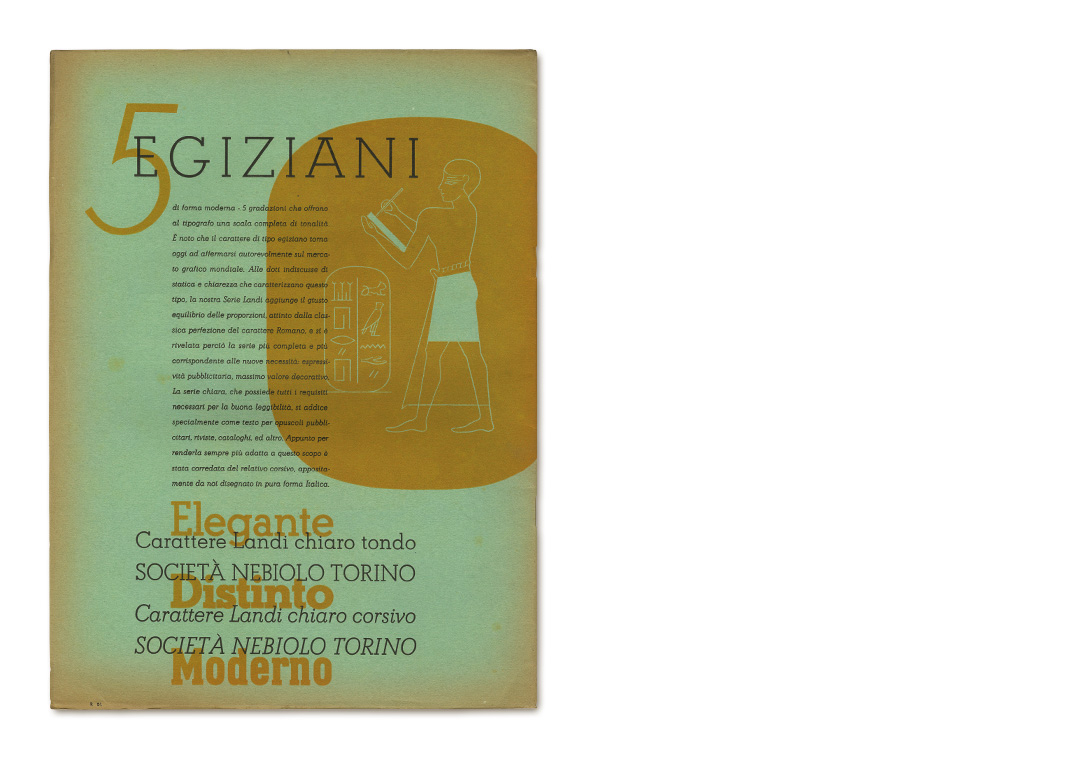 5 EGIZIANI
di forma moderna - 5 gradazioni che offrono
al tipografo una scala completa di tonalità
È noto che il carattere di tipo egiziano torna
oggi ad affermarsi autorevolmente sul merca-
to grafico mondiale. Alle doti indiscusse di
statica e chiarezza che caratterizzano questo
tipo, la nostra Serie Landi aggiunge il giusto
equilibrio delle proporzioni, attinto dalla clas-
sica perfezione del carattere Romano, e si è
rivelata perciò la serie più completa e più
corrispondente alle nuove necessità: espressi-
vità pubblicitaria, massimo valore decorativo.
La serie chiara, che possiede tutti i requisiti
necessari per la buona leggibilità, si addice
specialmente come testo per opuscoli pubbli-
citari, riviste, cataloghi, ed altro. Appunto per
renderla sempre più adatta a questo scopo è
stata corredata del relativo corsivo, apposita-
mente da noi disegnato in pura forma Italica.
Elegante
Carattere Landi chiaro tondo
SOCIETÀ NEBIOLO TORINO
Distinto
Carattere Landi chiaro corsivo
SOCIETÀ NEBIOLO TORINO
Moderno